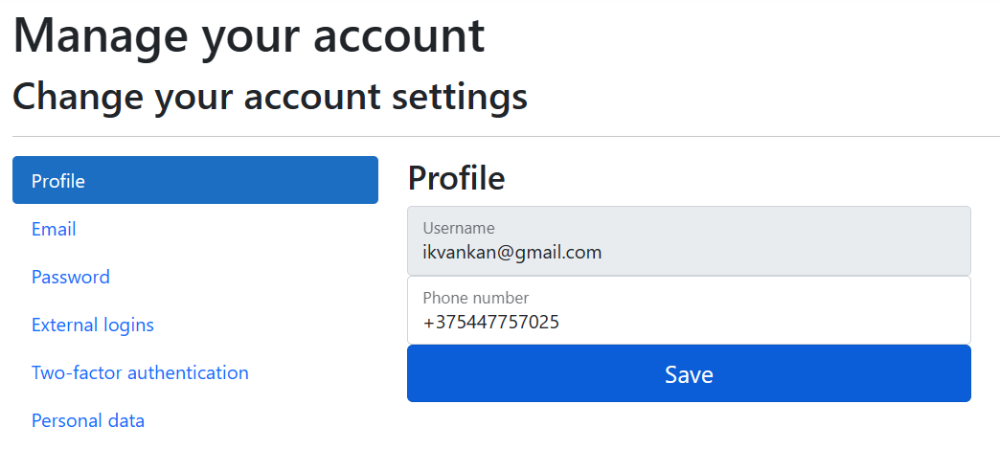 Manage your account
Change your account settings
Profile
Email
Password
External logins
Two-factor authentication
Personal data
Profile
Username
ikvankan@gmail.com
Phone number
+375447757025
Save